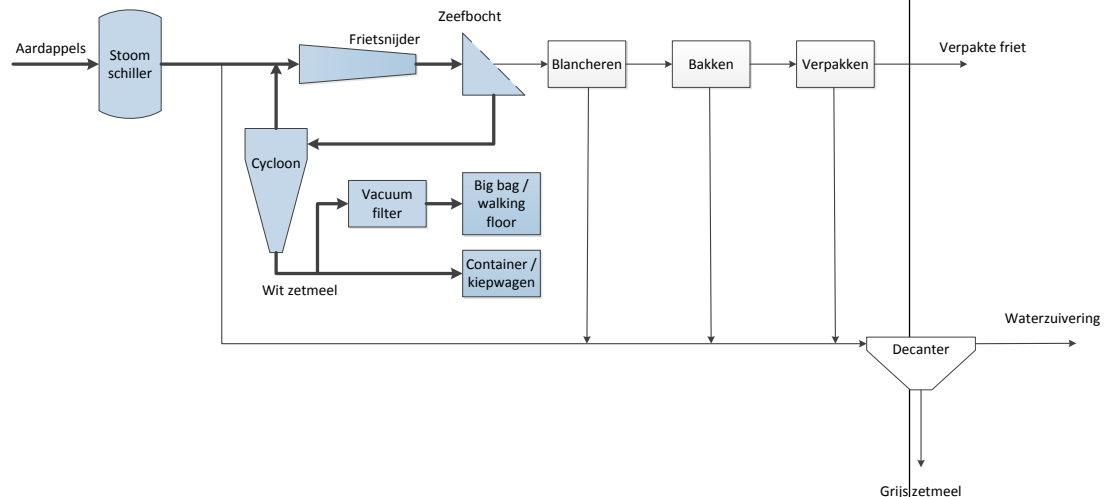 Zeefbocht
Aardappels
Stoom
schiller
Frietsnijder
Blancheren
Bakken
Verpakken
Verpakte friet
Cycloon
Vacuum
filter
Big bag /
walking
floor
Container /
kiepwagen
Wit zetmeel
Waterzuivering
Decanter
Grijs zetmeel